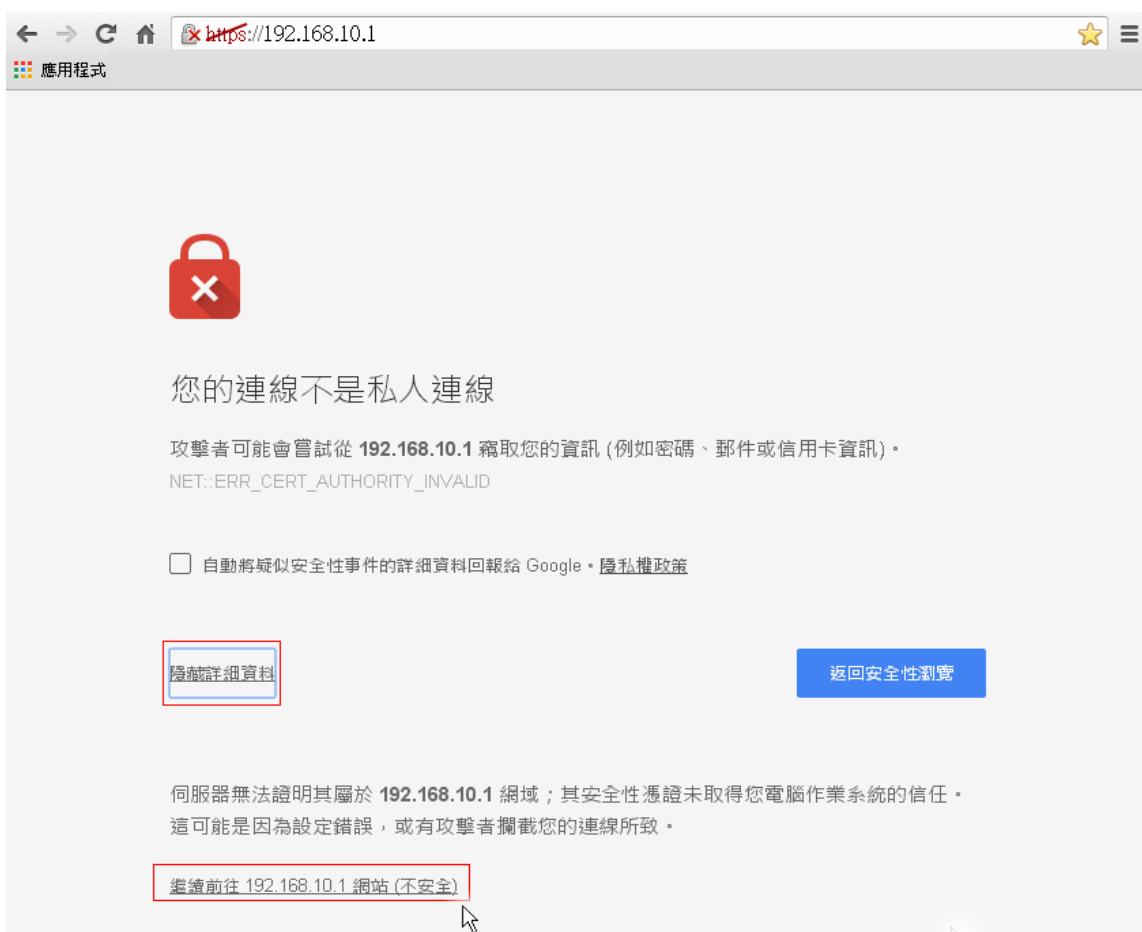 https://192.168.10.1
應用程式
您的連線不是私人連線
攻擊者可能會嘗試從 192.168.10.1 竊取您的資訊 (例如密碼、郵件或信用卡資訊)。
NET::ERR_CERT_AUTHORITY_INVALID
自動將疑似安全性事件的詳細資料回報給 Google。隱私權政策
隱藏詳細資料
返回安全性瀏覽
伺服器無法證明其屬於 192.168.10.1 網域；其安全性憑證未取得您電腦作業系統的信任。
這可能是因為設定錯誤，或有攻擊者攔截您的連線所致。
繼續前往 192.168.10.1 網站 (不安全)